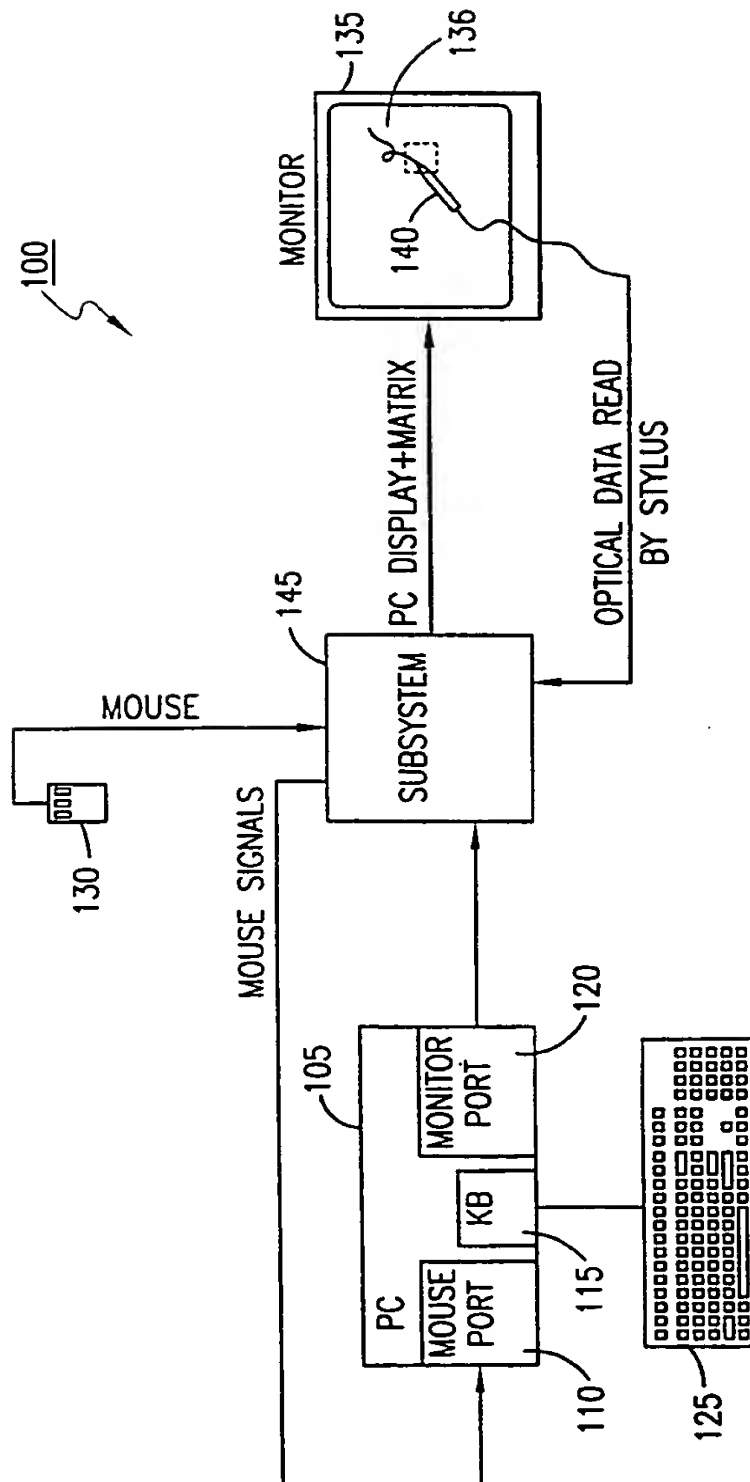 100
MONITOR
135
136
140
PC DISPLAY+MATRIX
OPTICAL DATA READ
BY STYLUS
145
SUBSYSTEM
MOUSE
130
MOUSE SIGNALS
105
PC
MOUSE
PORT
KB
MONITOR
PORT
110
115
120
125